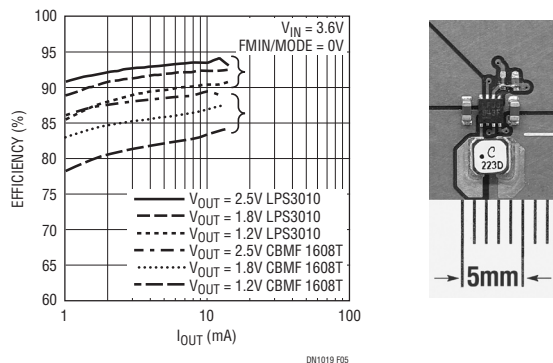 100
95
90
85
80
75
70
65
60
EFFICIENCY (%)
V_IN = 3.6V
FMIN/MODE = 0V
V_OUT = 2.5V LPS3010
V_OUT = 1.8V LPS3010
V_OUT = 1.2V LPS3010
V_OUT = 2.5V CBMF 1608T
V_OUT = 1.8V CBMF 1608T
V_OUT = 1.2V CBMF 1608T
1 10 100
I_OUT (mA)
DN1019 F05
C
223D
5mm